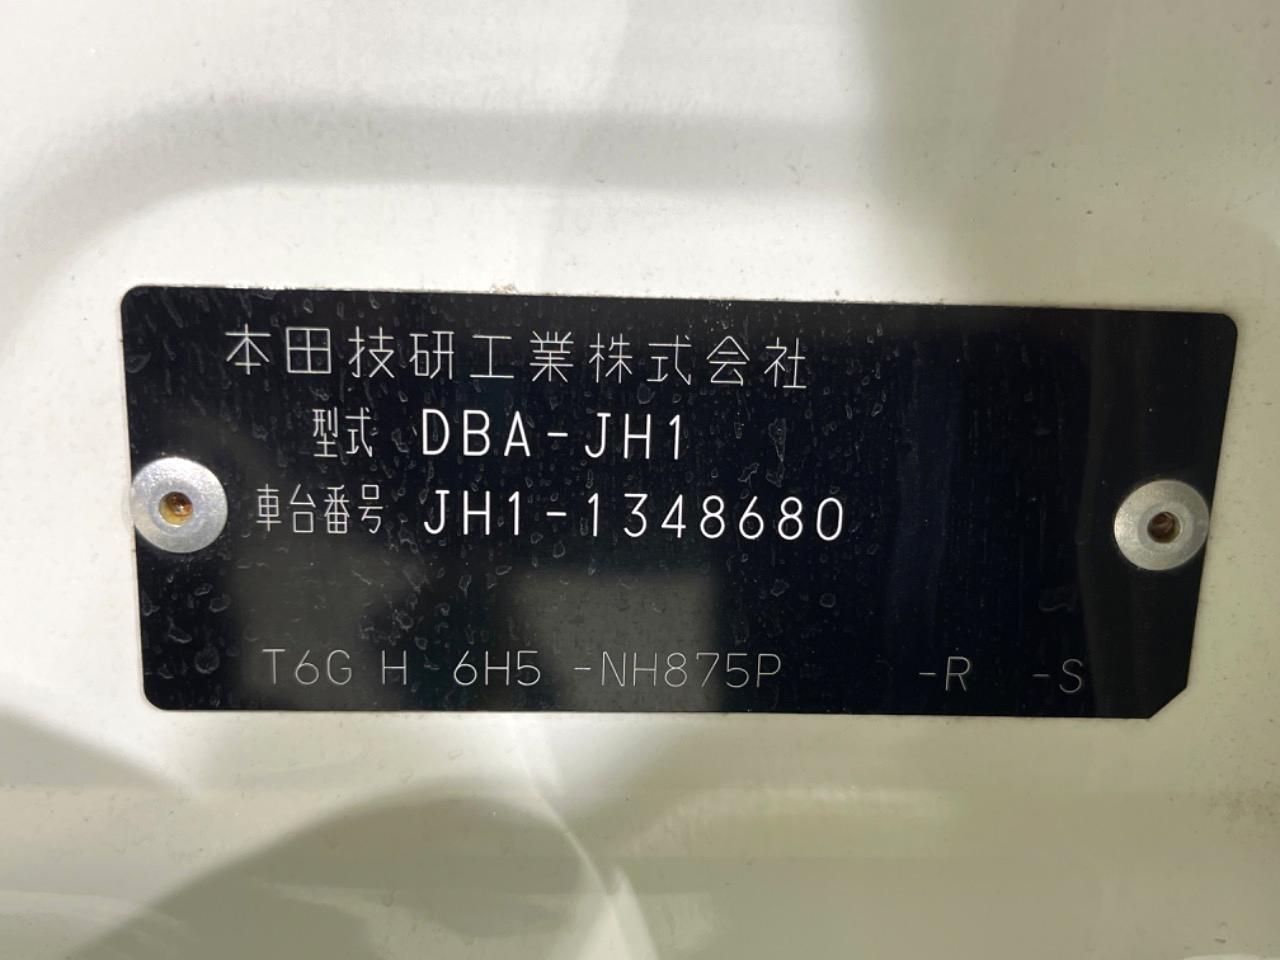 本田技研工業株式会社
型式 DBA-JH1
車台番号 JH1-1348680
T6G H 6H5 -NH875P -R -S